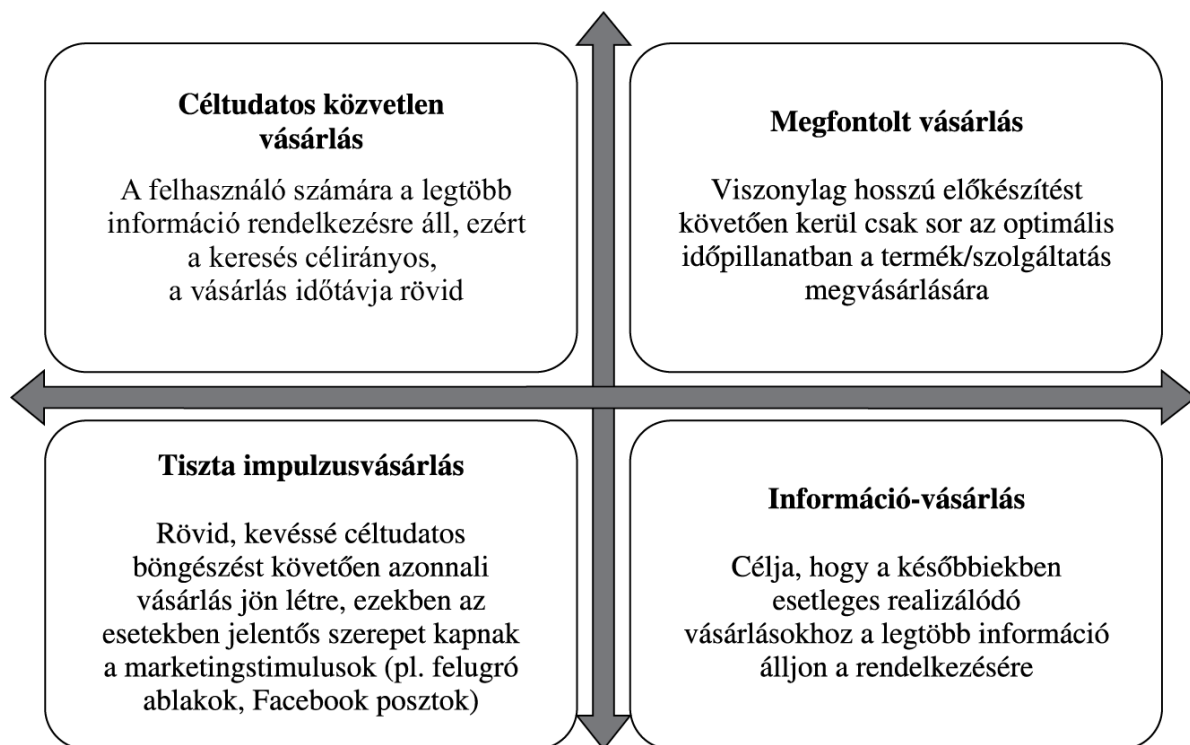 Céltudatos közvetlen
vásárlás
A felhasználó számára a legtöbb
információ rendelkezésre áll, ezért
a keresés célirányos,
a vásárlás időtávja rövid
Megfontolt vásárlás
Viszonylag hosszú előkészítést
követően kerül csak sor az optimális
időpillanatban a termék/szolgáltatás
megvásárlására
Tiszta impulzusvásárlás
Rövid, kevéssé céltudatos
böngészést követően azonnali
vásárlás jön létre, ezekben az
esetekben jelentős szerepet kapnak
a marketingstimulusok (pl. felugró
ablakok, Facebook posztok)
Információ-vásárlás
Célja, hogy a későbbiekben
esetleges realizálódó
vásárlásokhoz a legtöbb információ
álljon a rendelkezésére